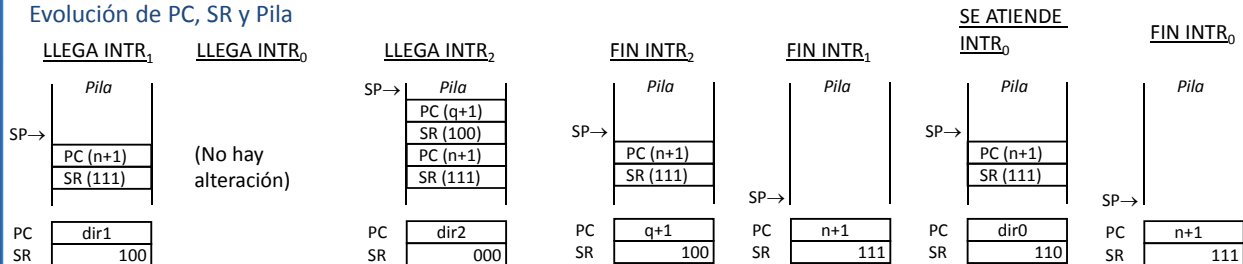 Evolución de PC, SR y Pila
LLEGA INTR1
LLEGA INTR0
LLEGA INTR2
FIN INTR2
FIN INTR1
SE ATIENDE
INTR0
FIN INTR0
Pila
SP→
PC (n+1)
SR (111)
PC dir1
SR 100
(No hay
alteración)
SP→ Pila
PC (q+1)
SR (100)
PC (n+1)
SR (111)
PC dir2
SR 000
Pila
SP→
PC (n+1)
SR (111)
PC q+1
SR 100
Pila
SP→
PC n+1
SR 111
Pila
SP→
PC (n+1)
SR (111)
PC dir0
SR 110
Pila
SP→
PC n+1
SR 111